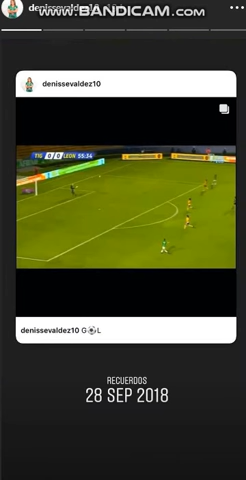 WWW.BANDICAM.COM
denissevaldez10
denissevaldez10
TIG 0 0 LEON 55:34
denissevaldez10 G⚽L
RECUERDOS
28 SEP 2018